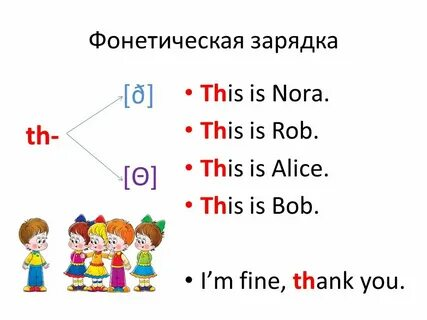 Фонетическая зарядка
th-
[ð]
[Θ]
• This is Nora.
• This is Rob.
• This is Alice.
• This is Bob.
• I'm fine, thank you.